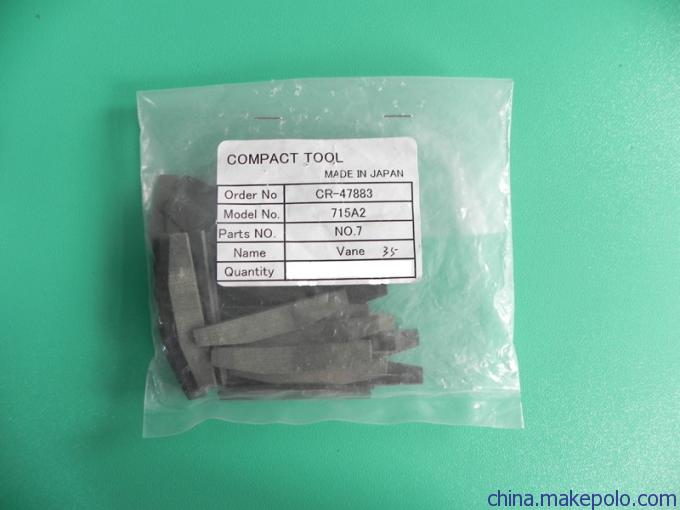 COMPACT TOOL
MADE IN JAPAN
Order No CR-47883
Model No. 715A2
Parts NO. NO.7
Name Vane 35
Quantity
china.makepolo.com